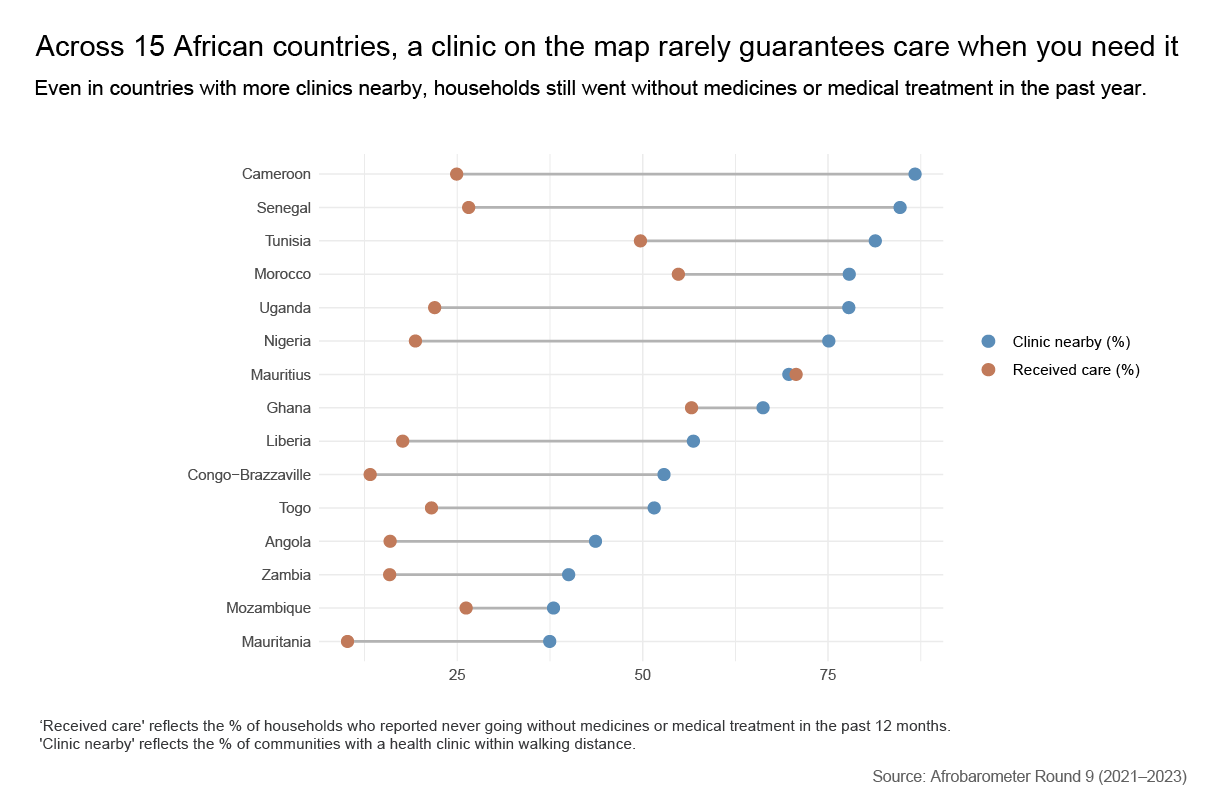 Across 15 African countries, a clinic on the map rarely guarantees care when you need it
Even in countries with more clinics nearby, households still went without medicines or medical treatment in the past year.
Cameroon
Senegal
Tunisia
Morocco
Uganda
Nigeria
Mauritius
Ghana
Liberia
Congo−Brazzaville
Togo
Angola
Zambia
Mozambique
Mauritania
25 50 75
Clinic nearby (%)
Received care (%)
‘Received care' reflects the % of households who reported never going without medicines or medical treatment in the past 12 months.
'Clinic nearby' reflects the % of communities with a health clinic within walking distance.
Source: Afrobarometer Round 9 (2021–2023)